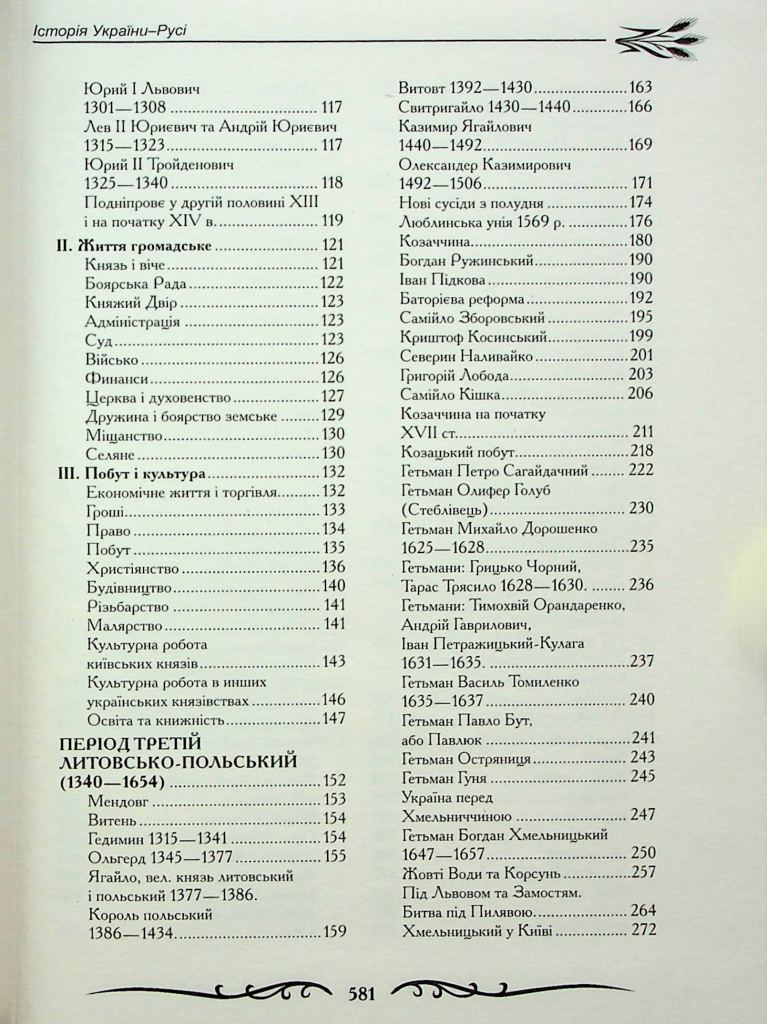 Історія України–Русі
Юрий І Львович
1301—1308 ........................ 117
Лев ІІ Юриєвич та Андрій Юриєвич
1315—1323 ........................ 117
Юрий ІІ Тройденович
1325—1340 ........................ 118
Подніпровє у другій половині XIII
і на початку XIV в. ................ 119
II. Життя громадське ................ 121
Князь і віче ........................ 121
Боярська Рада ........................ 122
Княжий Двір ........................ 123
Адміністрація ........................ 123
Суд ........................ 123
Військо ........................ 126
Финанси ........................ 126
Церква і духовенство ................ 127
Дружина і боярство земське ....... 129
Міщанство ........................ 130
Селяне ........................ 130
III. Побут і культура ................ 132
Економічне життя і торгівля ......... 132
Гроші ........................ 133
Право ........................ 134
Побут ........................ 135
Християнство ........................ 136
Будівництво ........................ 140
Різьбарство ........................ 141
Малярство ........................ 141
Культурна робота
київських князів ........................ 143
Культурна робота в инших
українських князівствах ............. 146
Освіта та книжність ................ 147
ПЕРІОД ТРЕТІЙ
ЛИТОВСЬКО-ПОЛЬСЬКИЙ
(1340—1654) ........................ 152
Мендовг ........................ 153
Витень ........................ 154
Гедимин 1315—1341 ................ 154
Ольгерд 1345—1377 ................ 155
Ягайло, вел. князь литовський
і польський 1377—1386.
Король польський
1386—1434. ........................ 159
Витовт 1392—1430 ................ 163
Свитригайло 1430—1440 .......... 166
Казимир Ягайлович
1440—1492 ........................ 169
Олександер Казимирович
1492—1506 ........................ 171
Нові сусіди з полудня ............. 174
Люблинська унія 1569 р. .......... 176
Козаччина ........................ 180
Богдан Ружинський ................ 190
Іван Підкова ........................ 190
Баторієва реформа ................ 192
Самійло Зборовський ................ 195
Криштоф Косинський ................ 199
Северин Наливайко ................ 201
Григорій Лобода ........................ 203
Самійло Кішка ........................ 206
Козаччина на початку
XVII ст. ........................ 211
Козацький побут ........................ 218
Гетьман Петро Сагайдачний ...... 222
Гетьман Олифер Голуб
(Стеблівець) ........................ 230
Гетьман Михайло Дорошенко
1625—1628 ........................ 235
Гетьмани: Грицько Чорний,
Тарас Трясило 1628—1630. ........ 236
Гетьмани: Тимохвій Орандаренко,
Андрій Гаврилович,
Іван Петражицький-Кулага
1631—1635. ........................ 237
Гетьман Василь Томиленко
1635—1637 ........................ 240
Гетьман Павло Бут,
або Павлюк ........................ 241
Гетьман Остряниця ................ 243
Гетьман Гуня ........................ 245
Україна перед
Хмельниччиною ........................ 247
Гетьман Богдан Хмельницький
1647—1657 ........................ 250
Жовті Води та Корсунь ............. 257
Під Львовом та Замостям.
Битва під Пилявою ................ 264
Хмельницький у Київі ............. 272
581